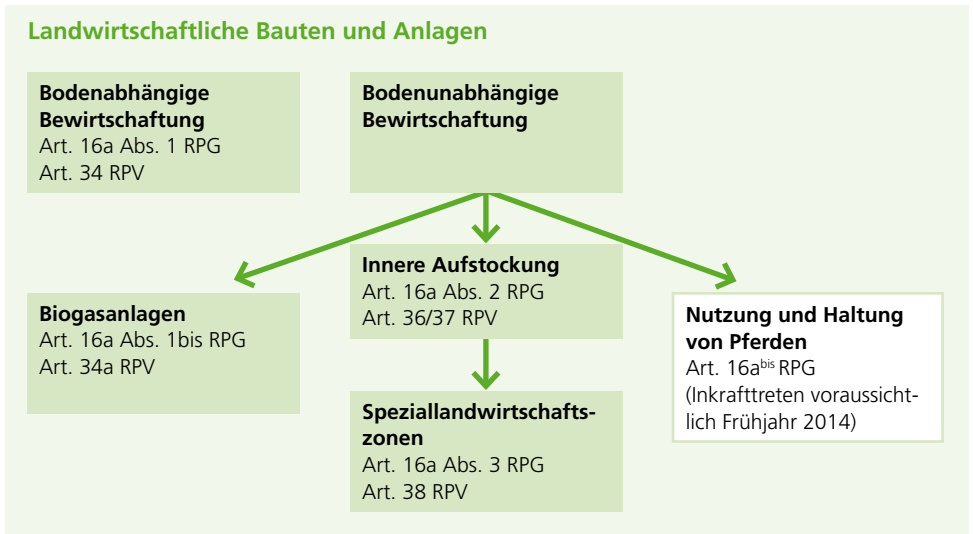 Landwirtschaftliche Bauten und Anlagen
Bodenabhängige
Bewirtschaftung
Art. 16a Abs. 1 RPG
Art. 34 RPV
Bodenunabhängige
Bewirtschaftung
Innere Aufstockung
Art. 16a Abs. 2 RPG
Art. 36/37 RPV
Biogasanlagen
Art. 16a Abs. 1bis RPG
Art. 34a RPV
Nutzung und Haltung
von Pferden
Art. 16abis RPG
(Inkrafttreten voraussicht-
lich Frühjahr 2014)
Speziallandwirtschafts-
zonen
Art. 16a Abs. 3 RPG
Art. 38 RPV